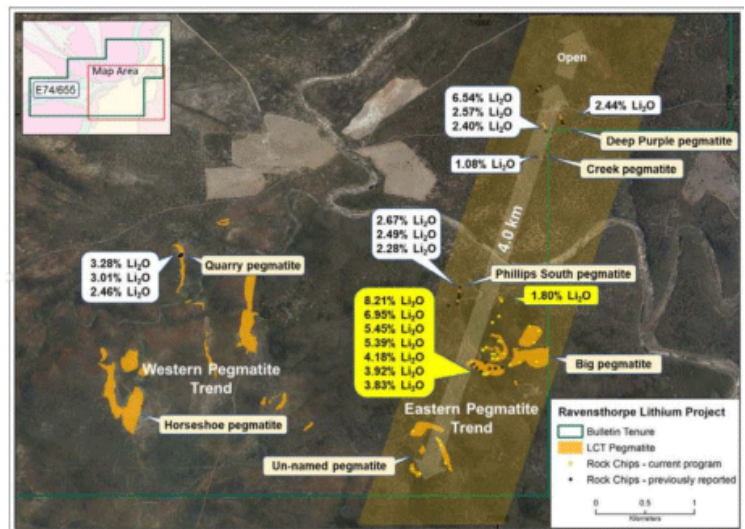 Map Area
E74/655
Open
6.54% Li₂O
2.57% Li₂O
2.40% Li₂O
2.44% Li₂O
Deep Purple pegmatite
1.08% Li₂O
Creek pegmatite
4.0 km
2.67% Li₂O
2.49% Li₂O
2.28% Li₂O
3.28% Li₂O
3.01% Li₂O
2.46% Li₂O
Quarry pegmatite
Phillips South pegmatite
1.80% Li₂O
8.21% Li₂O
6.95% Li₂O
5.45% Li₂O
5.39% Li₂O
4.18% Li₂O
3.92% Li₂O
3.83% Li₂O
Big pegmatite
Western Pegmatite
Trend
Horseshoe pegmatite
Eastern Pegmatite
Trend
Un-named pegmatite
Ravensthorpe Lithium Project
Bulletin Tenure
LCT Pegmatite
Rock Chips - current program
Rock Chips - previously reported
0 0.5 1
Kilometers